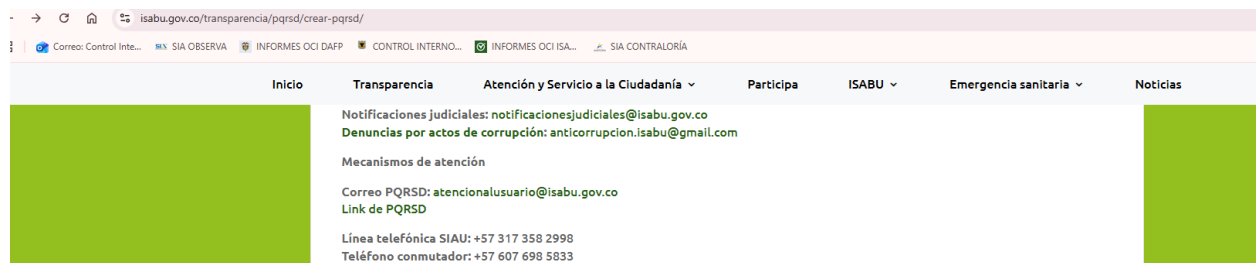 isabu.gov.co/transparencia/pqrsd/crear-pqrsd/
Correo: Control Inte... SIA OBSERVA INFORMES OCI DAFP CONTROL INTERNO... INFORMES OCI ISA... SIA CONTRALORÍA
Inicio Transparencia Atención y Servicio a la Ciudadanía Participa ISABU Emergencia sanitaria Noticias
Notificaciones judiciales: notificacionesjudiciales@isabu.gov.co
Denuncias por actos de corrupción: anticorrupcion.isabu@gmail.com
Mecanismos de atención
Correo PQRSD: atencionalusuario@isabu.gov.co
Link de PQRSD
Línea telefónica SIAU: +57 317 358 2998
Teléfono conmutador: +57 607 698 5833